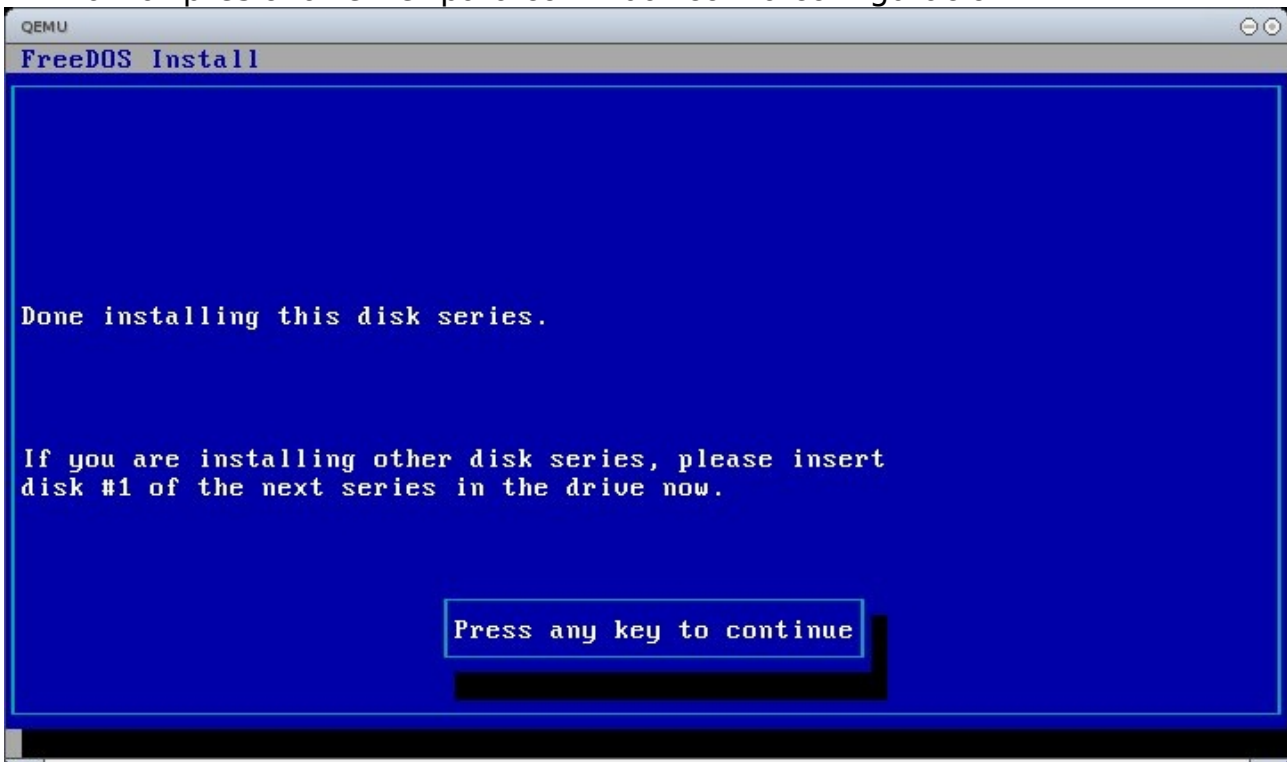 QEMU
FreeDOS Install
Done installing this disk series.
If you are installing other disk series, please insert
disk #1 of the next series in the drive now.
Press any key to continue